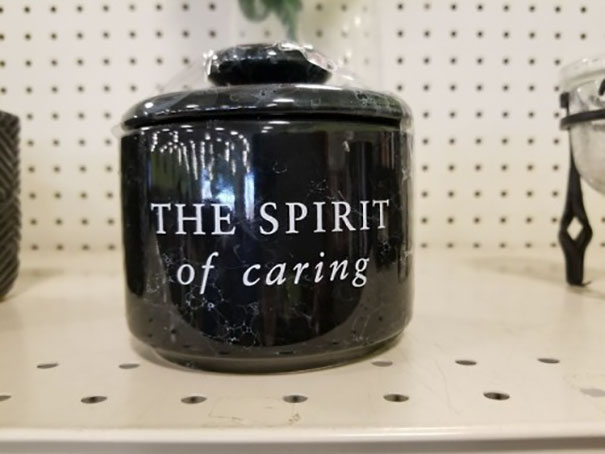 THE SPIRIT
of caring